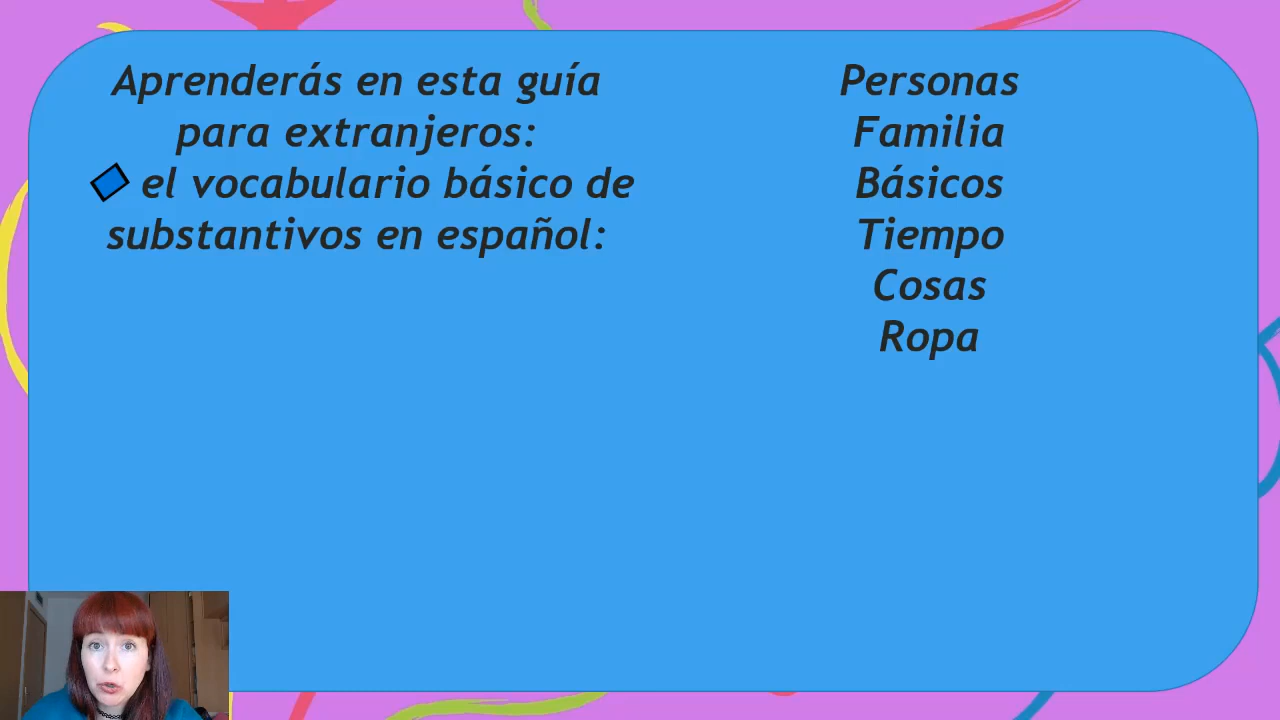 Aprenderás en esta guía
para extranjeros:
el vocabulario básico de
substantivos en español:
Personas
Familia
Básicos
Tiempo
Cosas
Ropa